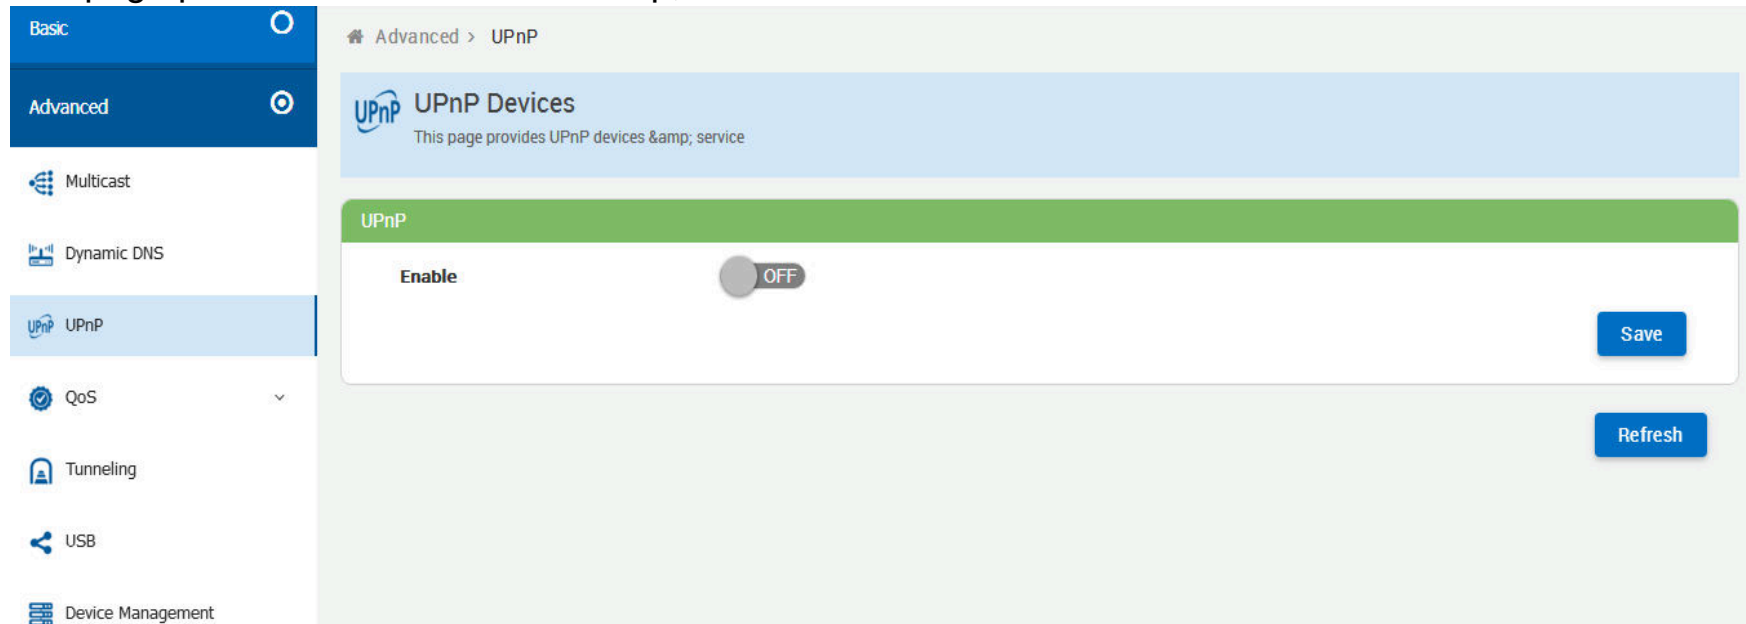 Basic
Advanced
Multicast
Dynamic DNS
UPnP UPnP
QoS
Tunneling
USB
Device Management
Advanced > UPnP
UPnP UPnP Devices
This page provides UPnP devices &amp; service
UPnP
Enable OFF
Save
Refresh